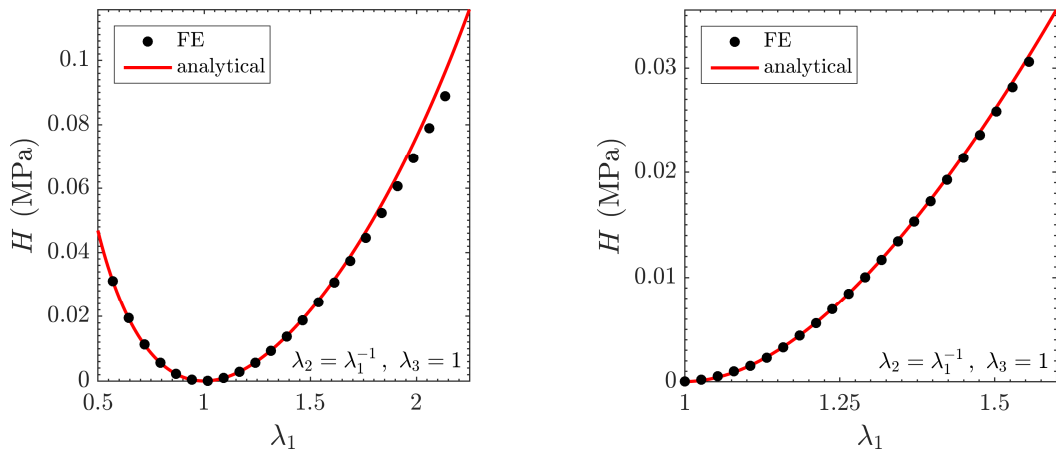 FE
analytical
0.1
0.08
0.06
0.04
0.02
0
H (MPa)
λ₂ = λ₁⁻¹ , λ₃ = 1
0.5
1
1.5
2
λ₁
FE
analytical
0.03
0.02
0.01
0
H (MPa)
λ₂ = λ₁⁻¹ , λ₃ = 1
1
1.25
1.5
λ₁